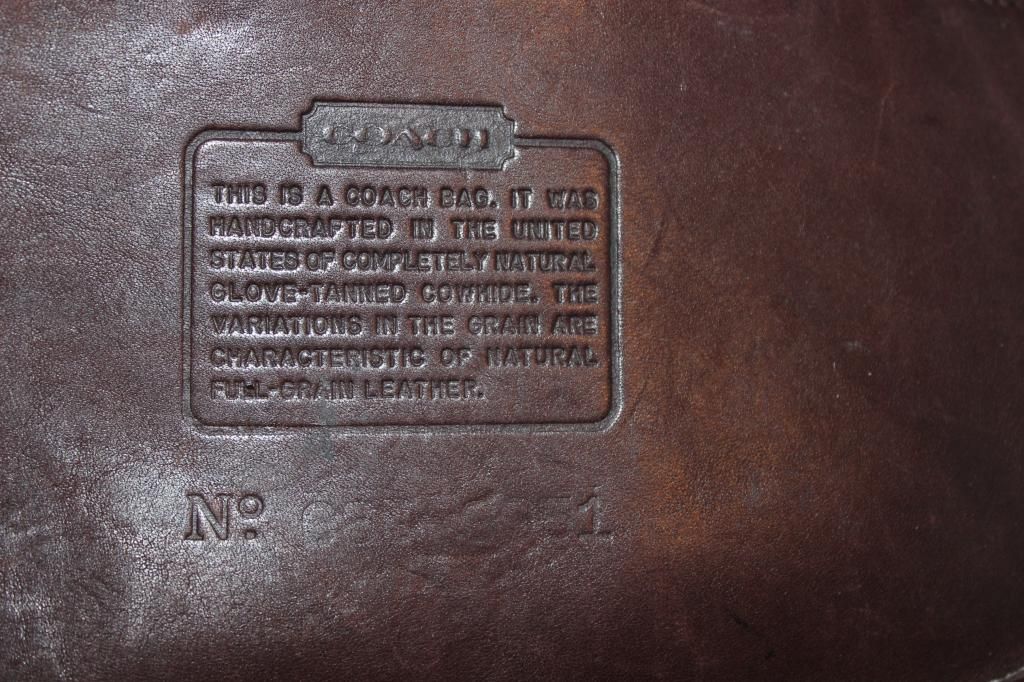 COACH
THIS IS A COACH BAG. IT WAS
HANDCRAFTED IN THE UNITED
STATES OF COMPLETELY NATURAL
GLOVE-TANNED COWHIDE. THE
VARIATIONS IN THE GRAIN ARE
CHARACTERISTIC OF NATURAL
FULL-GRAIN LEATHER.
Nº